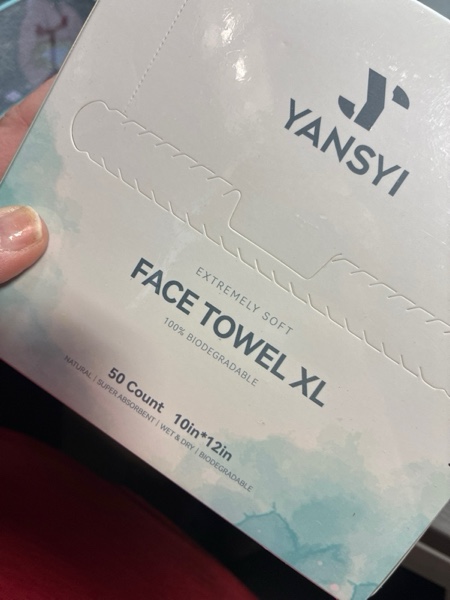 YANSYI
EXTREMELY SOFT
FACE TOWEL XL
100% BIODEGRADABLE
50 Count 10in*12in
NATURAL | SUPER ABSORBENT | WET & DRY | BIODEGRADABLE